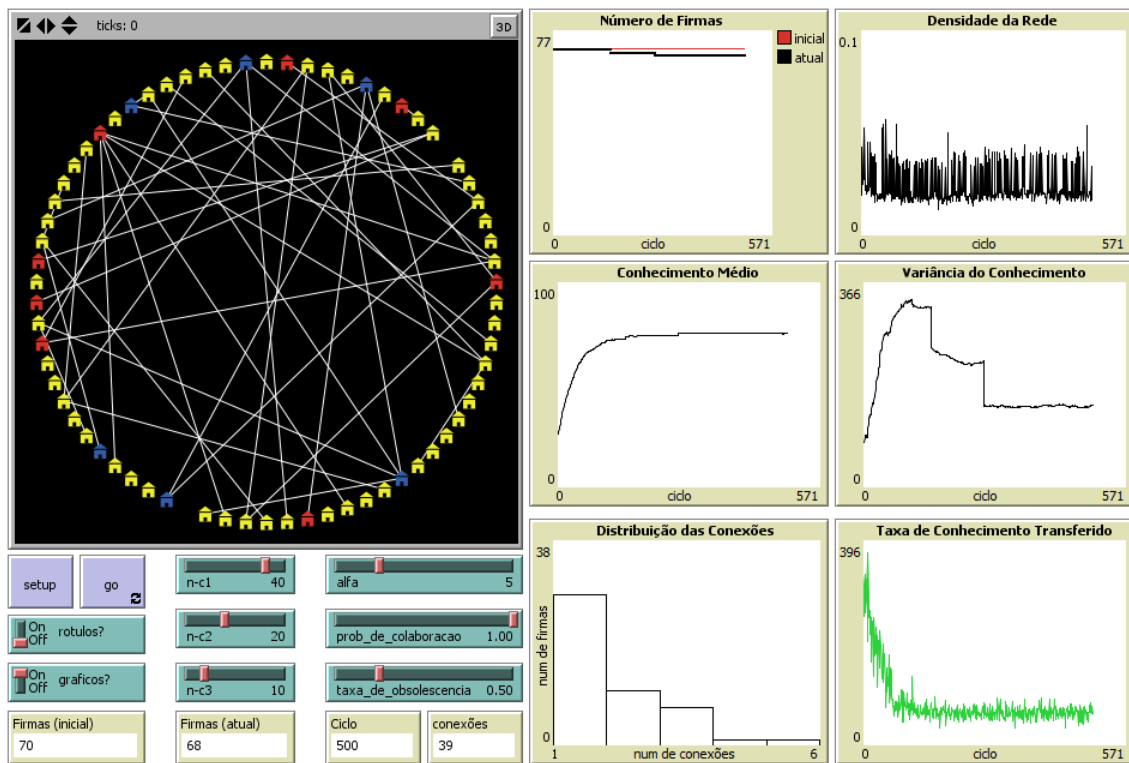 ticks: 0
3D
setup
go
On
Off
rotulos?
On
Off
graficos?
n-c1 40
n-c2 20
n-c3 10
alfa 5
prob_de_colaboracao 1.00
taxa_de_obsolescencia 0.50
Firmas (inicial)
70
Firmas (atual)
68
Ciclo
500
conexões
39
Número de Firmas
77
0
0
ciclo
571
inicial
atual
Densidade da Rede
0.1
0
0
ciclo
571
Conhecimento Médio
100
0
0
ciclo
571
Variância do Conhecimento
366
0
0
ciclo
571
Distribuição das Conexões
38
num de firmas
0
1
num de conexões
6
Taxa de Conhecimento Transferido
396
0
0
ciclo
571